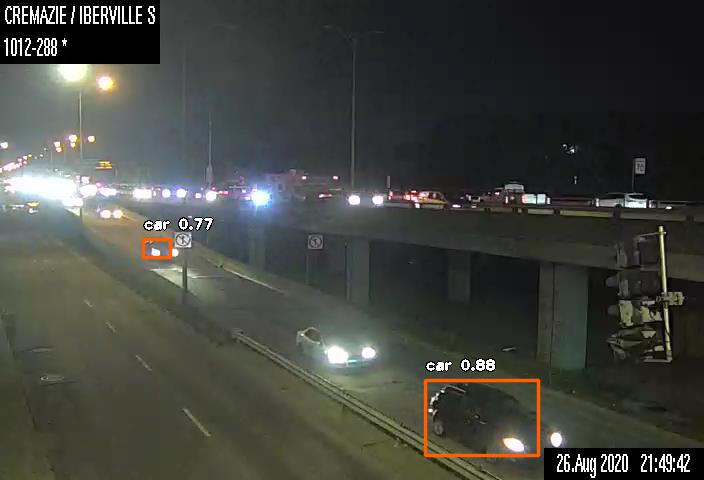 CREMAZIE / IBERVILLE S
1012-288 *
car 0.77
car 0.88
26.Aug 2020 21:49:42